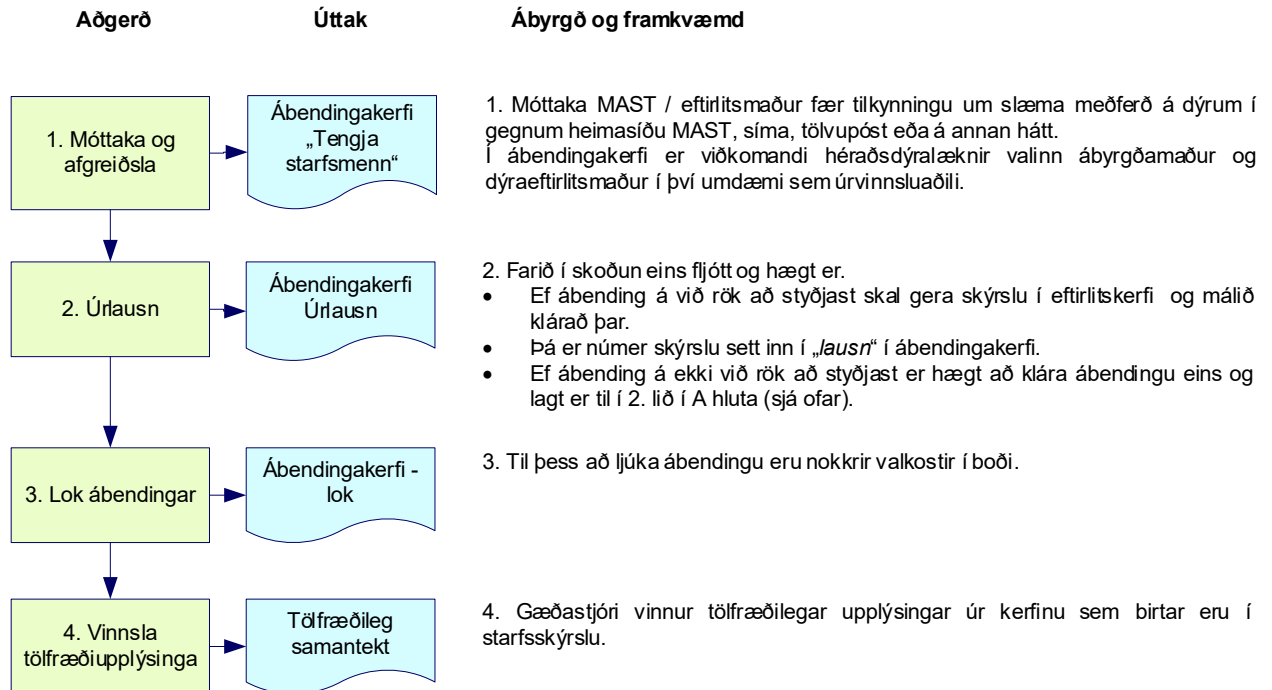 Aðgerð
Úttak
Ábyrgð og framkvæmd
1. Móttaka og
afgreiðsla
Ábendingakerfi
„Tengja
starfsmenn“
1. Móttaka MAST / eftirlitsmaður fær tilkynningu um slæma meðferð á dýrum í
gegnum heimasíðu MAST, síma, tölvupóst eða á annan hátt.
Í ábendingakerfi er viðkomandi héraðsdýralæknir valinn ábyrgðamaður og
dýraeftirlitsmaður í því umdæmi sem úrvinnsluaðili.
2. Úrlausn
Ábendingakerfi
Úrlausn
2. Farið í skoðun eins fljótt og hægt er.
• Ef ábending á við rök að styðjast skal gera skýrslu í eftirlitskerfi og málið
klárað þar.
• Þá er númer skýrslu sett inn í „lausn“ í ábendingakerfi.
• Ef ábending á ekki við rök að styðjast er hægt að klára ábendingu eins og
lagt er til í 2. lið í A hluta (sjá ofar).
3. Lok ábendingar
Ábendingakerfi -
lok
3. Til þess að ljúka ábendingu eru nokkrir valkostir í boði.
4. Vinnsla
tölfræðiupplýsinga
Tölfræðileg
samantekt
4. Gæðastjóri vinnur tölfræðilegar upplýsingar úr kerfinu sem birtar eru í
starfsskýrslu.